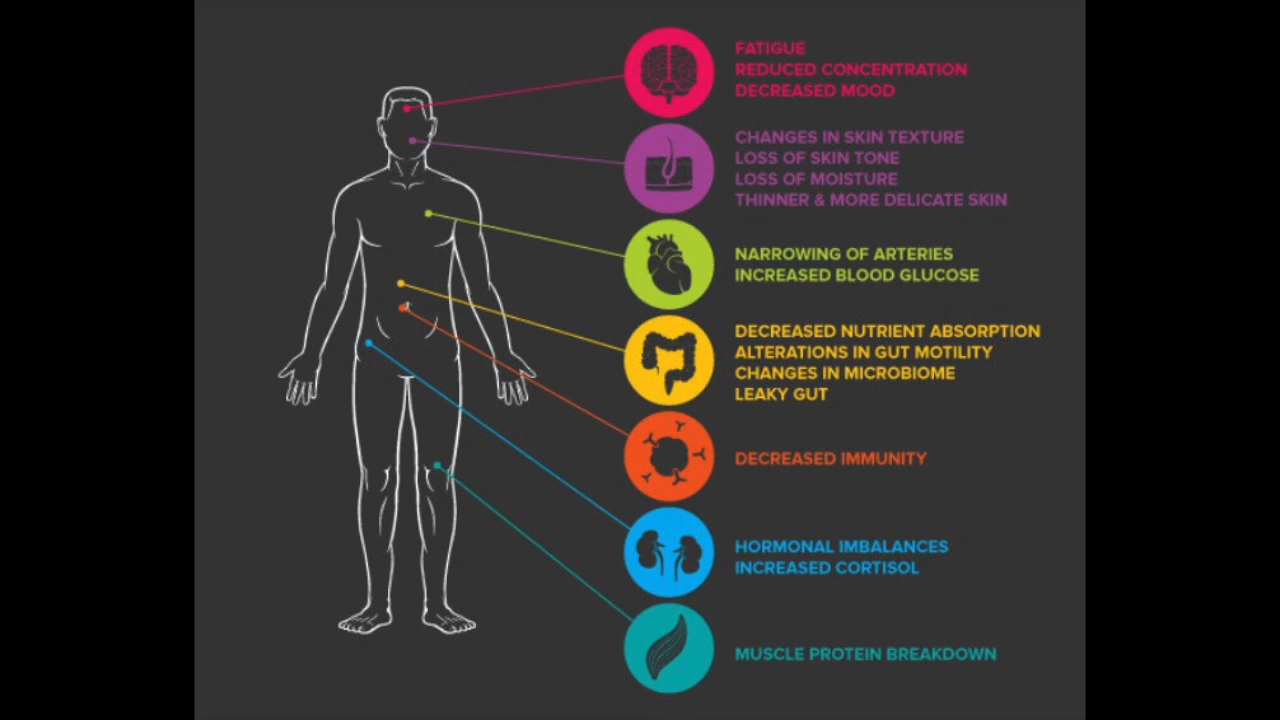 FATIGUE
REDUCED CONCENTRATION
DECREASED MOOD
CHANGES IN SKIN TEXTURE
LOSS OF SKIN TONE
LOSS OF MOISTURE
THINNER & MORE DELICATE SKIN
NARROWING OF ARTERIES
INCREASED BLOOD GLUCOSE
DECREASED NUTRIENT ABSORPTION
ALTERATIONS IN GUT MOTILITY
CHANGES IN MICROBIOME
LEAKY GUT
DECREASED IMMUNITY
HORMONAL IMBALANCES
INCREASED CORTISOL
MUSCLE PROTEIN BREAKDOWN